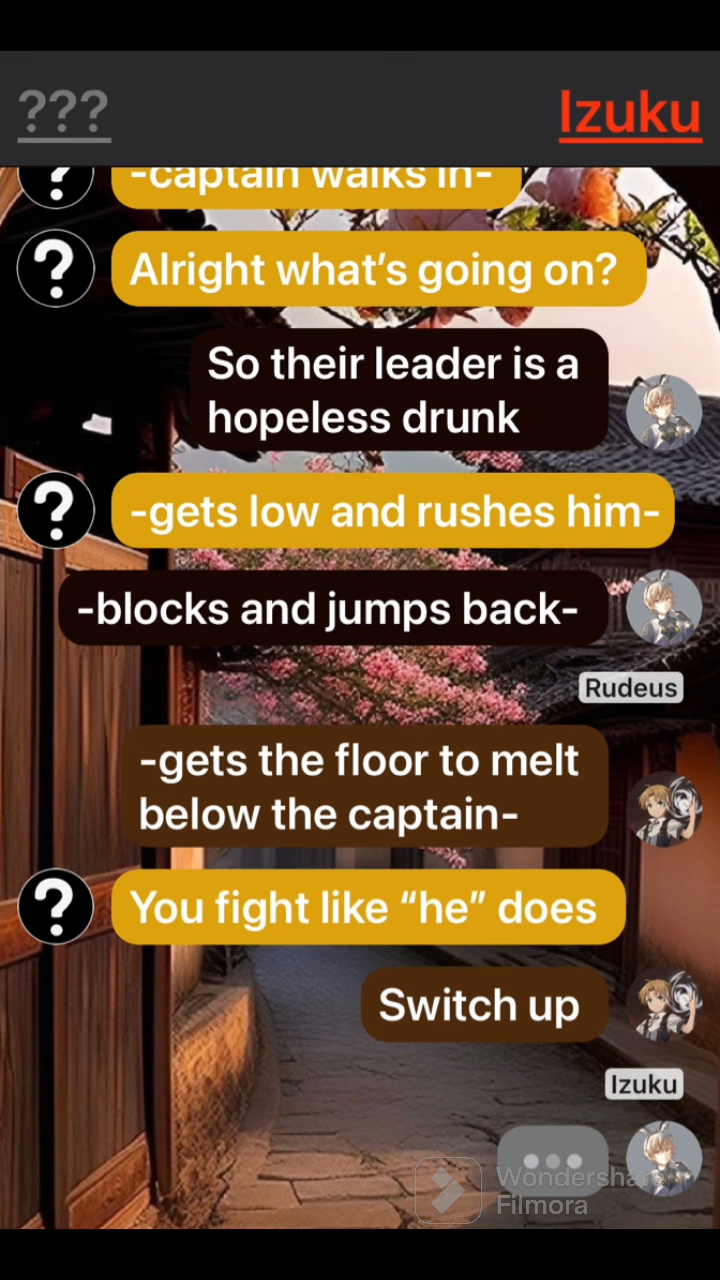 ??? Izuku
-captain walks in-
?
Alright what’s going on?
So their leader is a
hopeless drunk
?
-gets low and rushes him-
-blocks and jumps back-
Rudeus
-gets the floor to melt
below the captain-
?
You fight like “he” does
Switch up
Izuku
Wondershare
Filmora